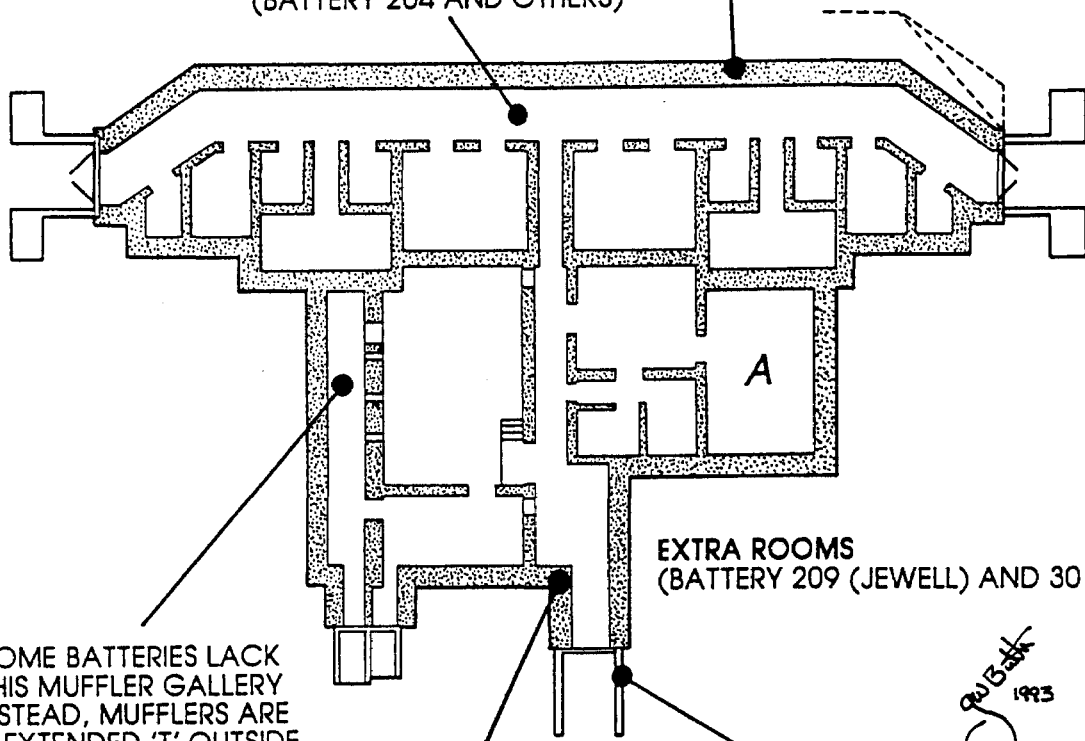 (BATTERY 204 AND OTHERS)
A
EXTRA ROOMS
(BATTERY 209 (JEWELL) AND 30
OME BATTERIES LACK
HIS MUFFLER GALLERY
STEAD, MUFFLERS ARE
EXTENDED 'T' OUTSIDE
1993